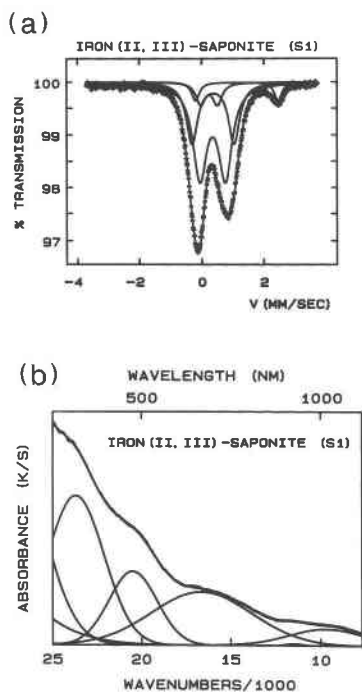 (a)
IRON (II, III)-SAPONITE (S1)
100
99
98
97
% TRANSMISSION
-4 -2 0 2
V (MM/SEC)
(b)
WAVELENGTH (NM)
500 1000
IRON (II, III)-SAPONITE (S1)
ABSORBANCE (K/S)
25 20 15 10
WAVENUMBERS/1000